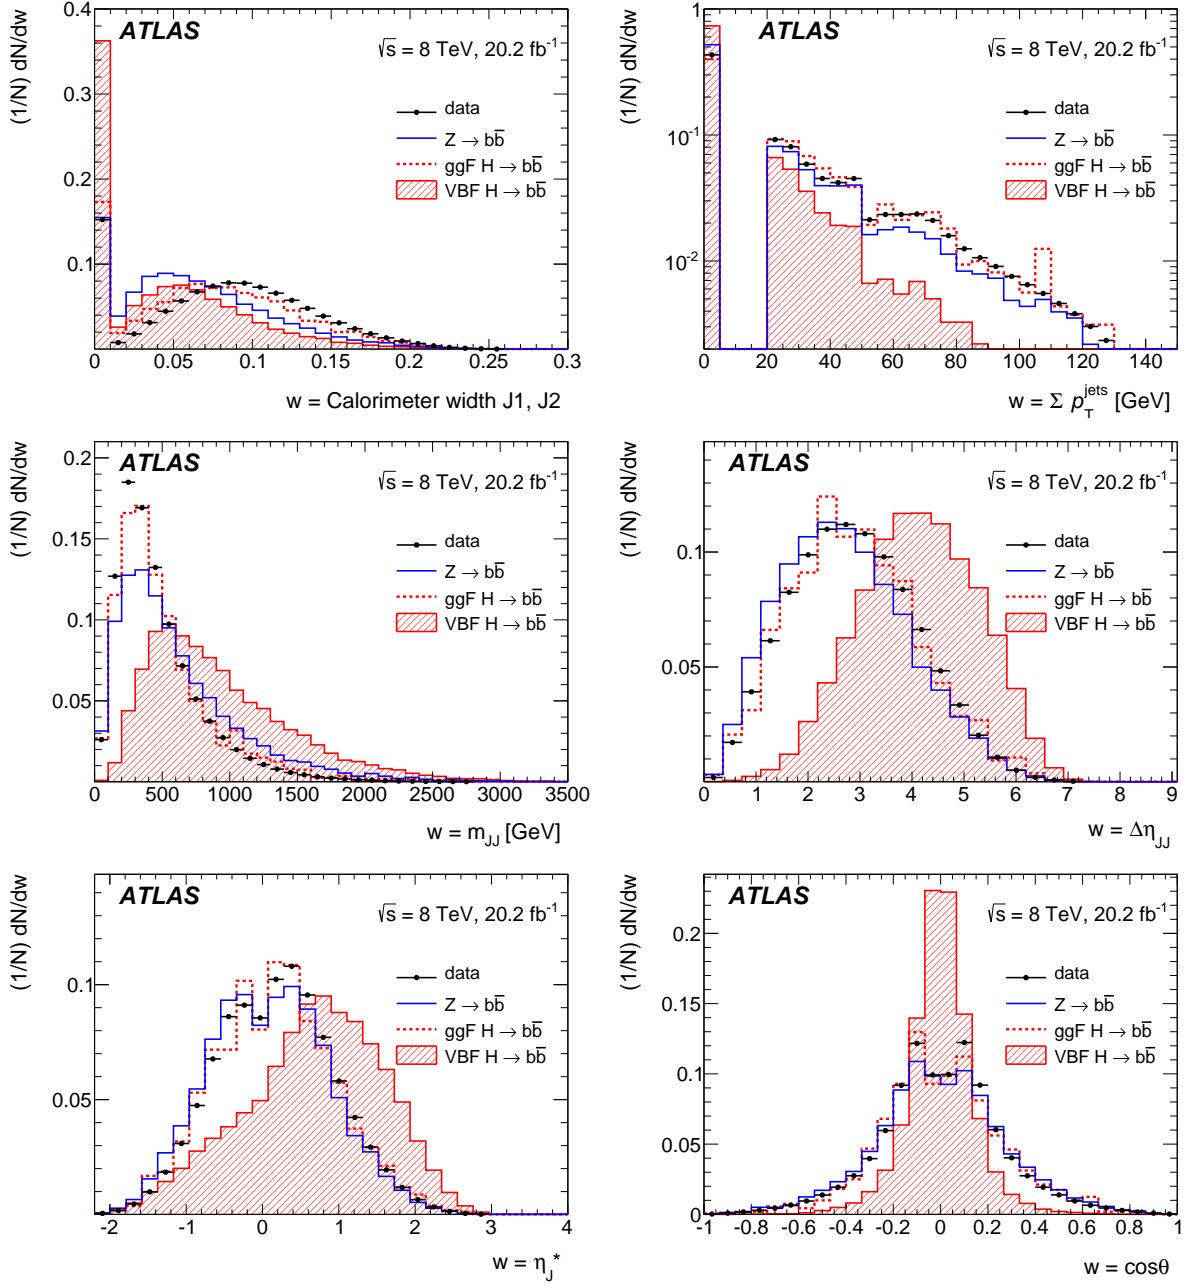 (1/N) dN/dw
0.4
0.3
0.2
0.1
ATLAS
√s = 8 TeV, 20.2 fb⁻¹
data
Z → bb̅
ggF H → bb̅
VBF H → bb̅
0 0.05 0.1 0.15 0.2 0.25 0.3
w = Calorimeter width J1, J2
(1/N) dN/dw
1
10⁻¹
10⁻²
ATLAS
√s = 8 TeV, 20.2 fb⁻¹
data
Z → bb̅
ggF H → bb̅
VBF H → bb̅
0 20 40 60 80 100 120 140
w = Σ p_T^jets [GeV]
(1/N) dN/dw
0.2
0.15
0.1
0.05
ATLAS
√s = 8 TeV, 20.2 fb⁻¹
data
Z → bb̅
ggF H → bb̅
VBF H → bb̅
0 500 1000 1500 2000 2500 3000 3500
w = m_JJ [GeV]
(1/N) dN/dw
0.1
0.05
0
ATLAS
√s = 8 TeV, 20.2 fb⁻¹
data
Z → bb̅
ggF H → bb̅
VBF H → bb̅
0 1 2 3 4 5 6 7 8 9
w = Δη_JJ
(1/N) dN/dw
0.1
0.05
ATLAS
√s = 8 TeV, 20.2 fb⁻¹
data
Z → bb̅
ggF H → bb̅
VBF H → bb̅
-2 -1 0 1 2 3 4
w = η_J*
(1/N) dN/dw
0.2
0.15
0.1
0.05
0
ATLAS
√s = 8 TeV, 20.2 fb⁻¹
data
Z → bb̅
ggF H → bb̅
VBF H → bb̅
-1 -0.8 -0.6 -0.4 -0.2 0 0.2 0.4 0.6 0.8 1
w = cosθ